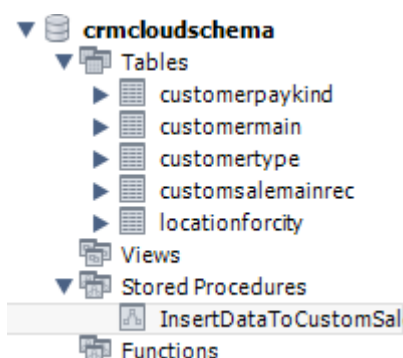 crmcloudschema
Tables
customerpaykind
customermain
customertype
customsalemainrec
locationforcity
Views
Stored Procedures
InsertDataToCustomSal
Functions